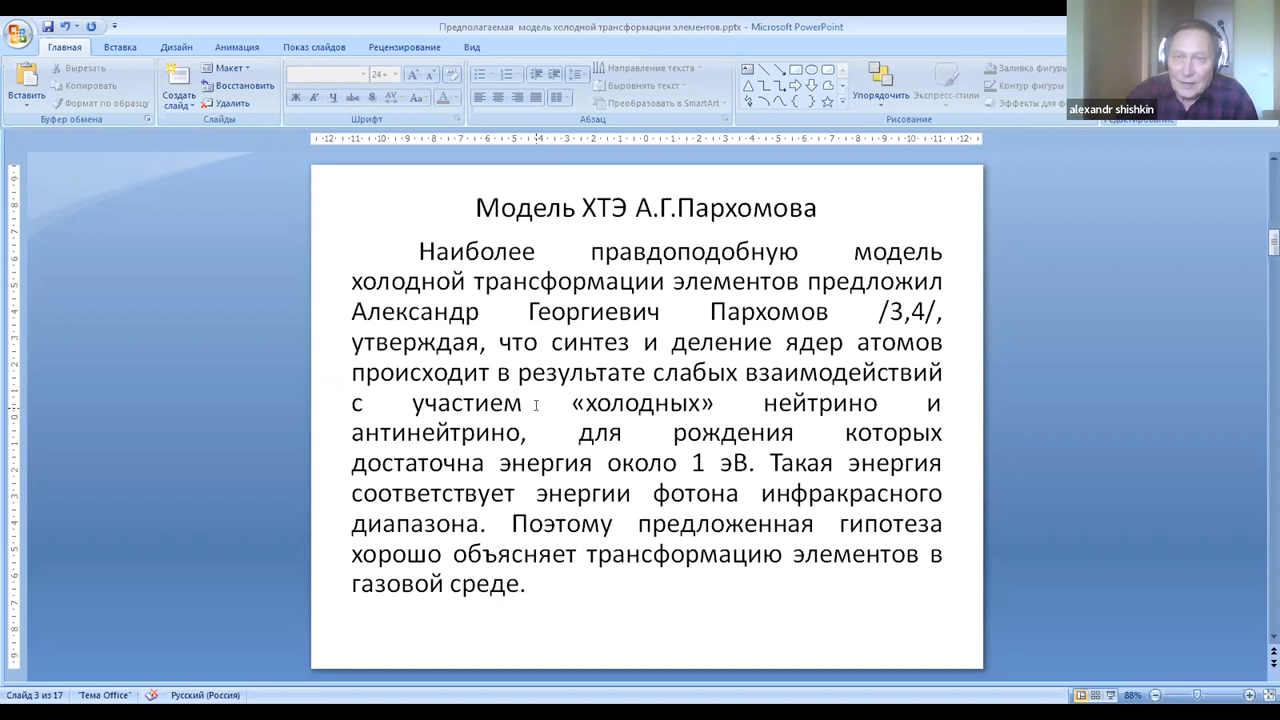 Предполагаемая модель холодной трансформации элементов.pptx - Microsoft PowerPoint
Главная Вставка Дизайн Анимация Показ слайдов Рецензирование Вид
Вставить
Вырезать
Копировать
Формат по образцу
Буфер обмена
Создать слайд
Макет
Восстановить
Удалить
Слайды
24
Шрифт
Направление текста
Выровнять текст
Преобразовать в SmartArt
Абзац
Упорядочить
Экспресс-стили
Заливка фигуры
Контур фигуры
Эффекты для
Рисование
alexandr shishkin
Модель ХТЭ А.Г.Пархомова
Наиболее правдоподобную модель
холодной трансформации элементов предложил
Александр Георгиевич Пархомов /3,4/,
утверждая, что синтез и деление ядер атомов
происходит в результате слабых взаимодействий
с участием «холодных» нейтрино и
антинейтрино, для рождения которых
достаточна энергия около 1 эВ. Такая энергия
соответствует энергии фотона инфракрасного
диапазона. Поэтому предложенная гипотеза
хорошо объясняет трансформацию элементов в
газовой среде.
Слайд 3 из 17 "Тема Office" Русский (Россия) 88%